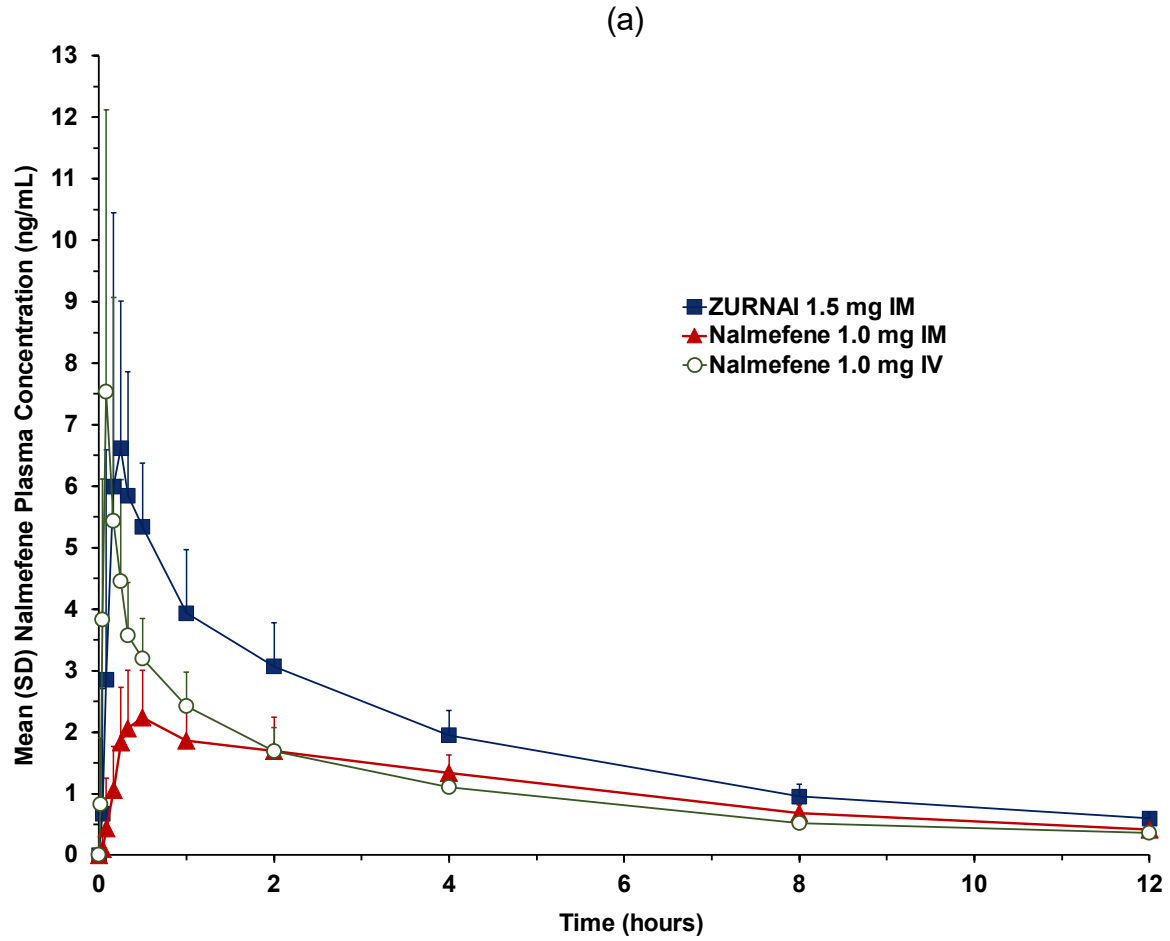 (a)
Mean (SD) Nalmefene Plasma Concentration (ng/mL)
13
12
11
10
9
8
7
6
5
4
3
2
1
0
ZURNAI 1.5 mg IM
Nalmefene 1.0 mg IM
Nalmefene 1.0 mg IV
0 2 4 6 8 10 12
Time (hours)